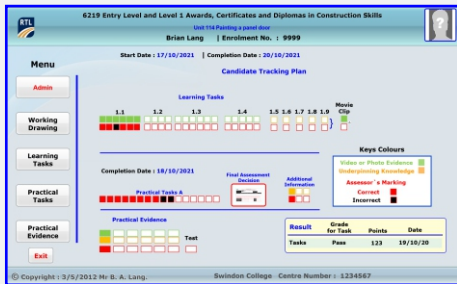 RTL
6219 Entry Level and Level 1 Awards, Certificates and Diplomas in Construction Skills
Unit 114 Painting a panel door
Brian Lang | Enrolment No. : 9999
?
Start Date : 17/10/2021 | Completion Date : 20/10/2021
Menu
Candidate Tracking Plan
Admin
Learning Tasks
Movie
Clip
1.1 1.2 1.3 1.4 1.5 1.6 1.7 1.8 1.9
}
Working
Drawing
Keys Colours
Learning
Tasks
Video or Photo Evidence
Underpinning Knowledge
Assessor's Marking
Correct
Incorrect
Completion Date : 18/10/2021
Final Assessment
Decision
Additional
Information
Practical Tasks A
Practical
Tasks
Practical Evidence
Practical
Evidence
Test
Result Grade for Task Points Date
Tasks Pass 123 19/10/20
Exit
© Copyright : 3/5/2012 Mr B. A. Lang. Swindon College Centre Number : 1234567